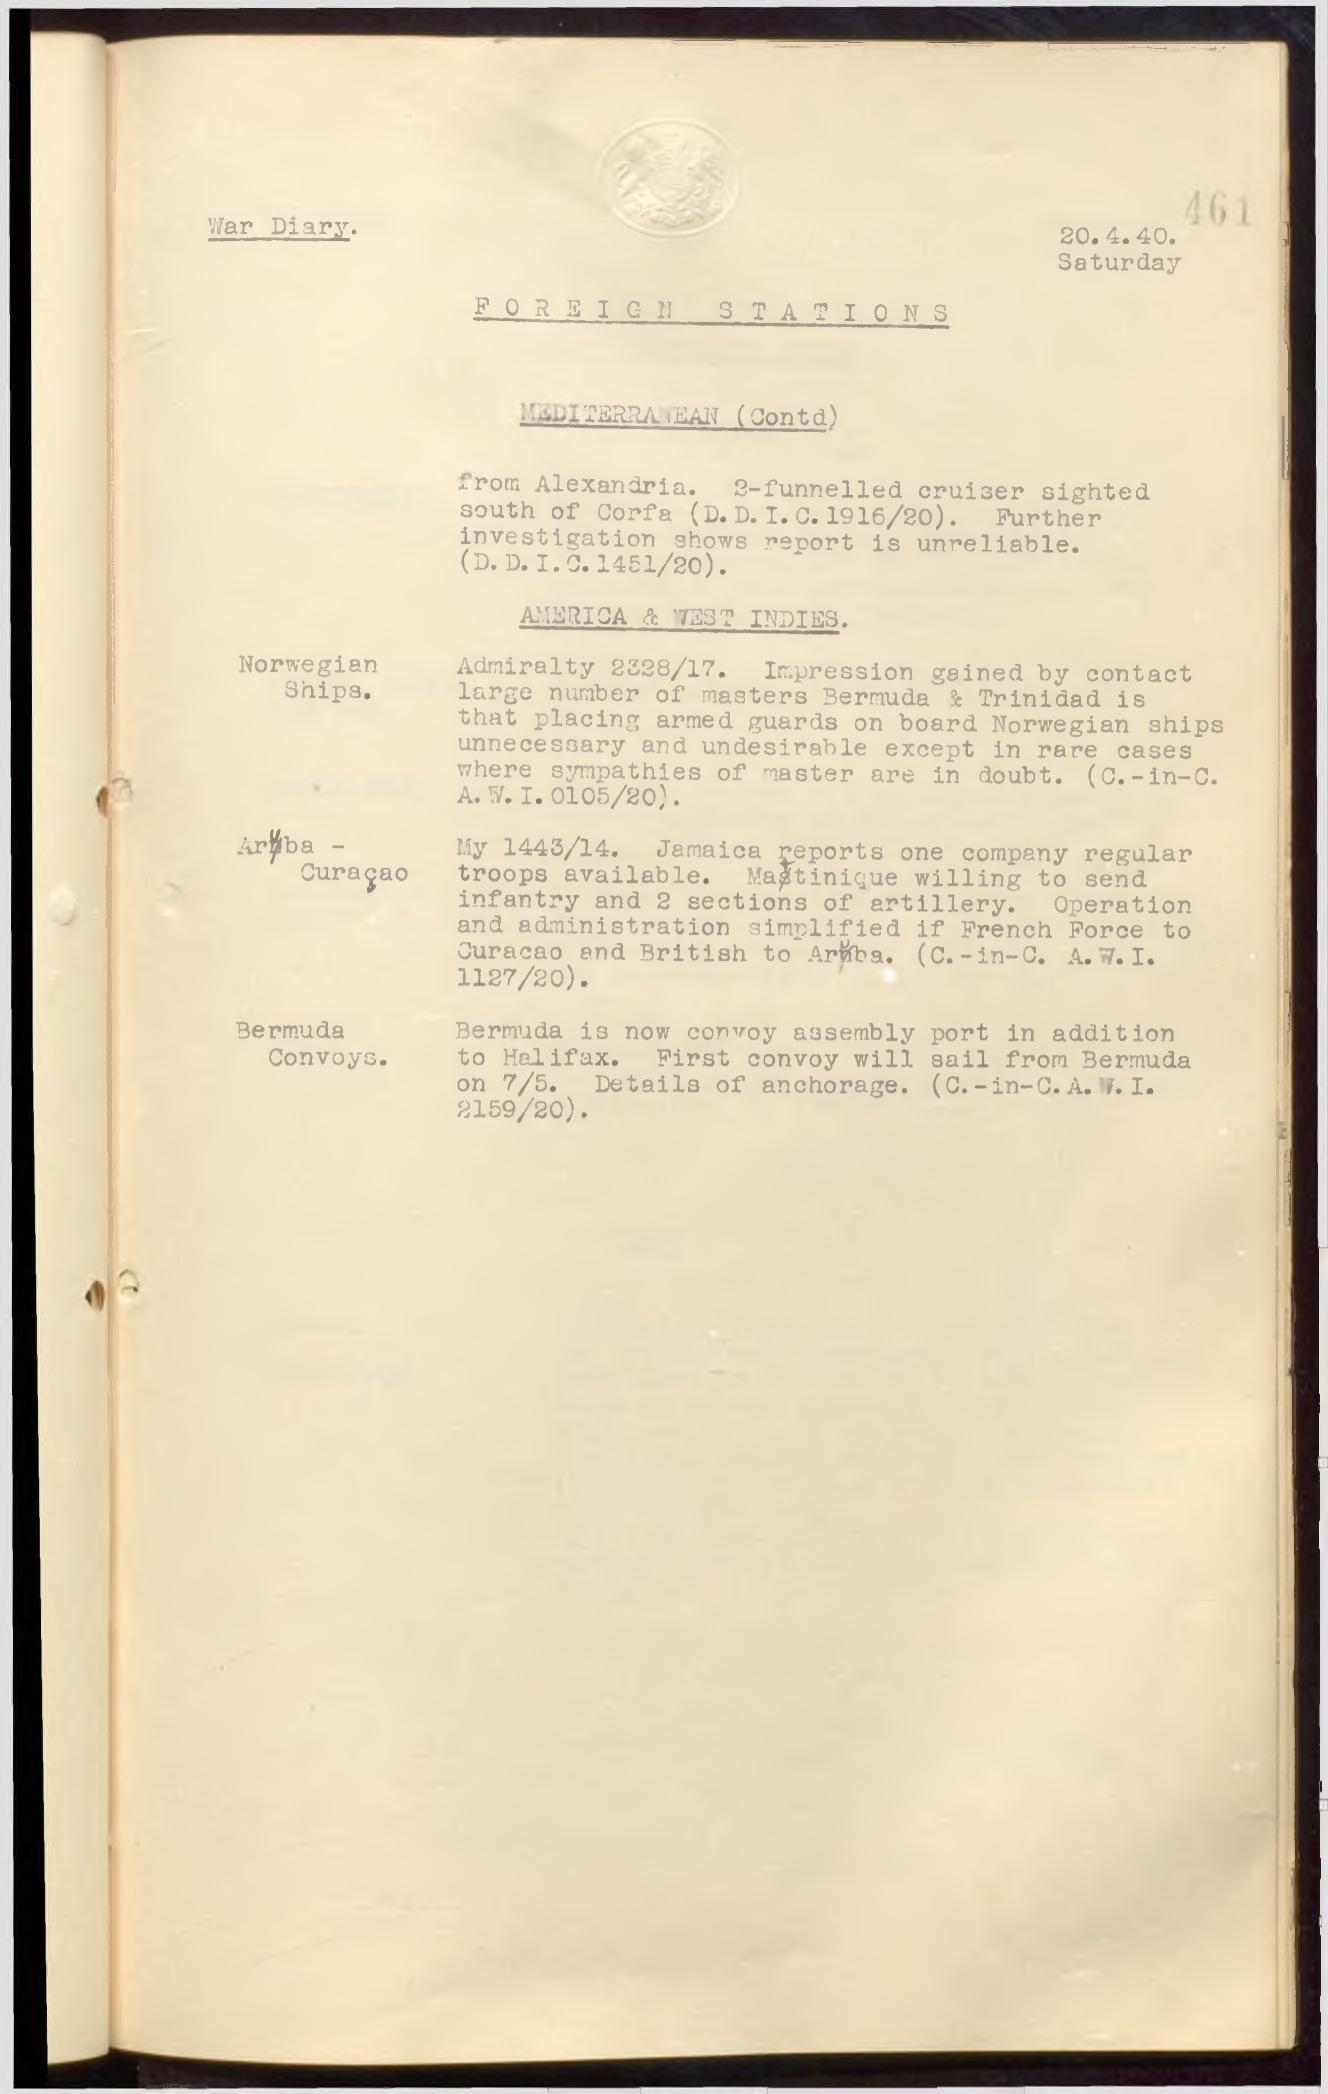 461
War Diary.
20.4.40.
Saturday
FOREIGN STATIONS
MEDITERRANEAN (Contd)
from Alexandria. 2-funnelled cruiser sighted
south of Corfa (D.D.I.C.1916/20). Further
investigation shows report is unreliable.
(D.D.I.C.1451/20).
AMERICA & WEST INDIES.
Norwegian
Ships.
Admiralty 2328/17. Impression gained by contact
large number of masters Bermuda & Trinidad is
that placing armed guards on board Norwegian ships
unnecessary and undesirable except in rare cases
where sympathies of master are in doubt. (C.-in-C.
A.W.I.0105/20).
Aruba -
Curaçao
My 1443/14. Jamaica reports one company regular
troops available. Martinique willing to send
infantry and 2 sections of artillery. Operation
and administration simplified if French Force to
Curacao and British to Aruba. (C.-in-C. A.W.I.
1127/20).
Bermuda
Convoys.
Bermuda is now convoy assembly port in addition
to Halifax. First convoy will sail from Bermuda
on 7/5. Details of anchorage. (C.-in-C.A.W.I.
2159/20).